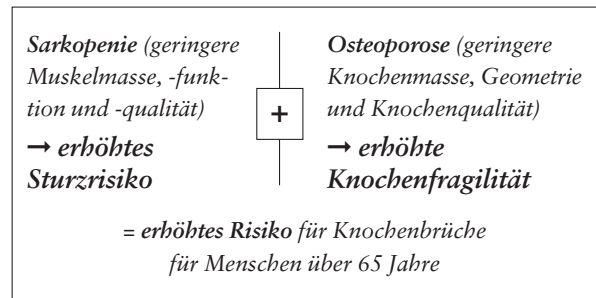 Sarkopenie (geringere
Muskelmasse, -funk-
tion und -qualität)
→ erhöhtes
Sturzrisiko
+
Osteoporose (geringere
Knochenmasse, Geometrie
und Knochenqualität)
→ erhöhte
Knochenfragilität
= erhöhtes Risiko für Knochenbrüche
für Menschen über 65 Jahre